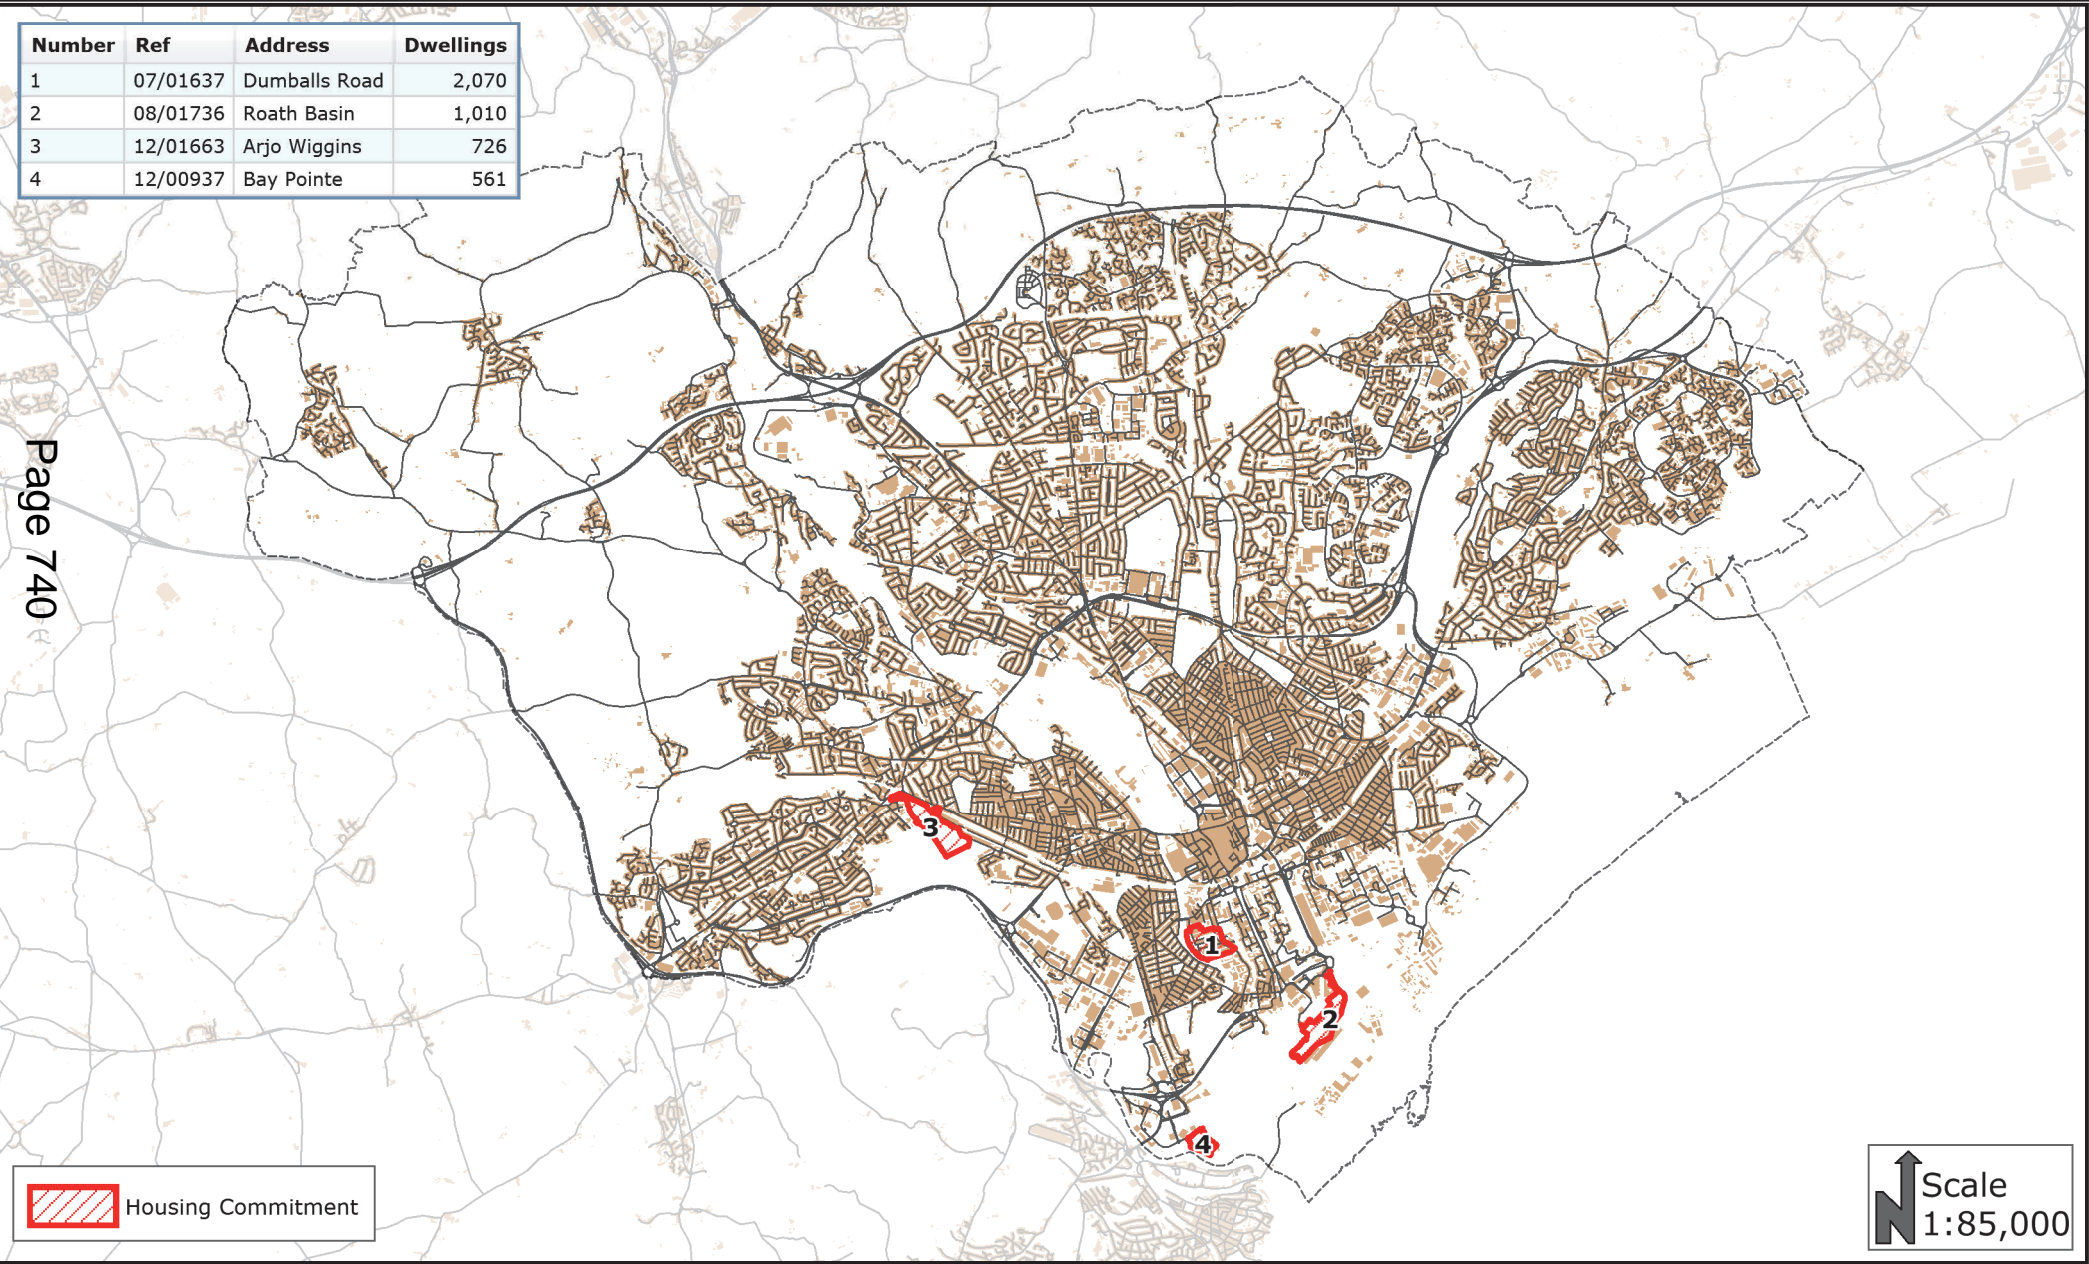 Number Ref Address Dwellings
1 07/01637 Dumballs Road 2,070
2 08/01736 Roath Basin 1,010
3 12/01663 Arjo Wiggins 726
4 12/00937 Bay Pointe 561
Page 740
3
1
2
4
Housing Commitment
N
Scale
1:85,000